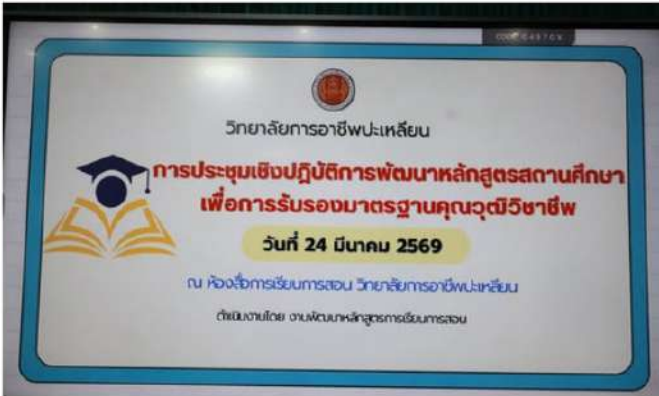 วิทยาลัยการอาชีพปะเหลียน
การประชุมเชิงปฏิบัติการพัฒนาหลักสูตรสถานศึกษา
เพื่อการรับรองมาตรฐานคุณวุฒิวิชาชีพ
วันที่ 24 มีนาคม 2569
ณ ห้องสื่อการเรียนการสอน วิทยาลัยการอาชีพปะเหลียน
ดำเนินงานโดย งานพัฒนาหลักสูตรการเรียนการสอน